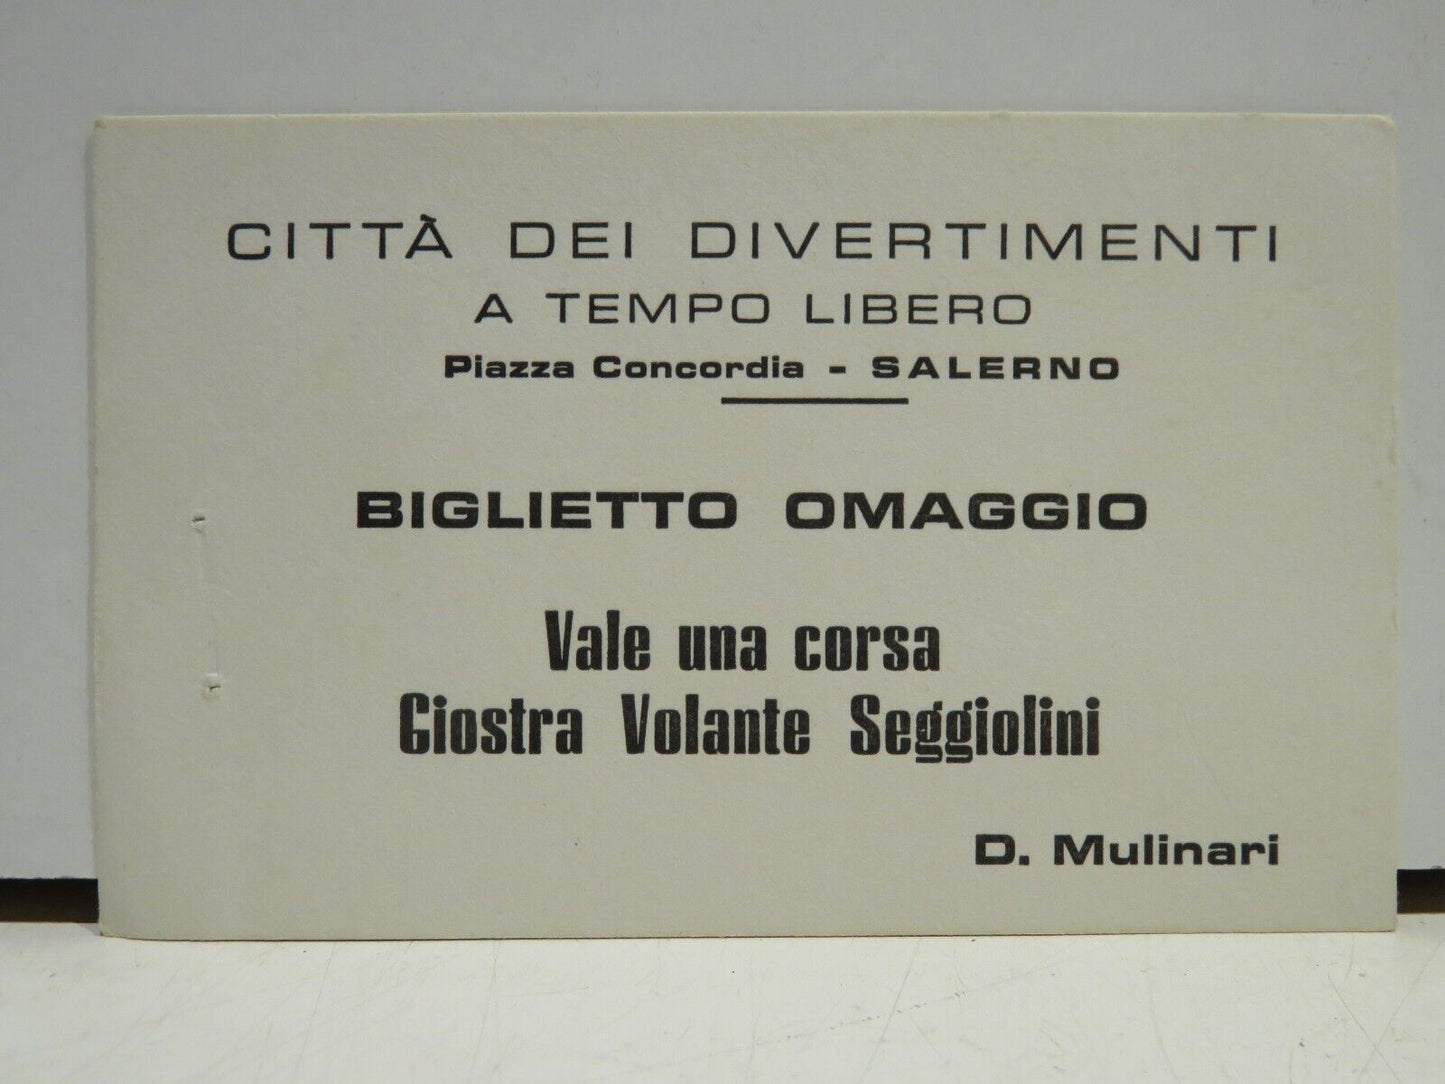 CITTÀ DEI DIVERTIMENTI
A TEMPO LIBERO
Piazza Concordia - SALERNO
BIGLIETTO OMAGGIO
Vale una corsa
Giostra Volante Seggiolini
D. Mulinari